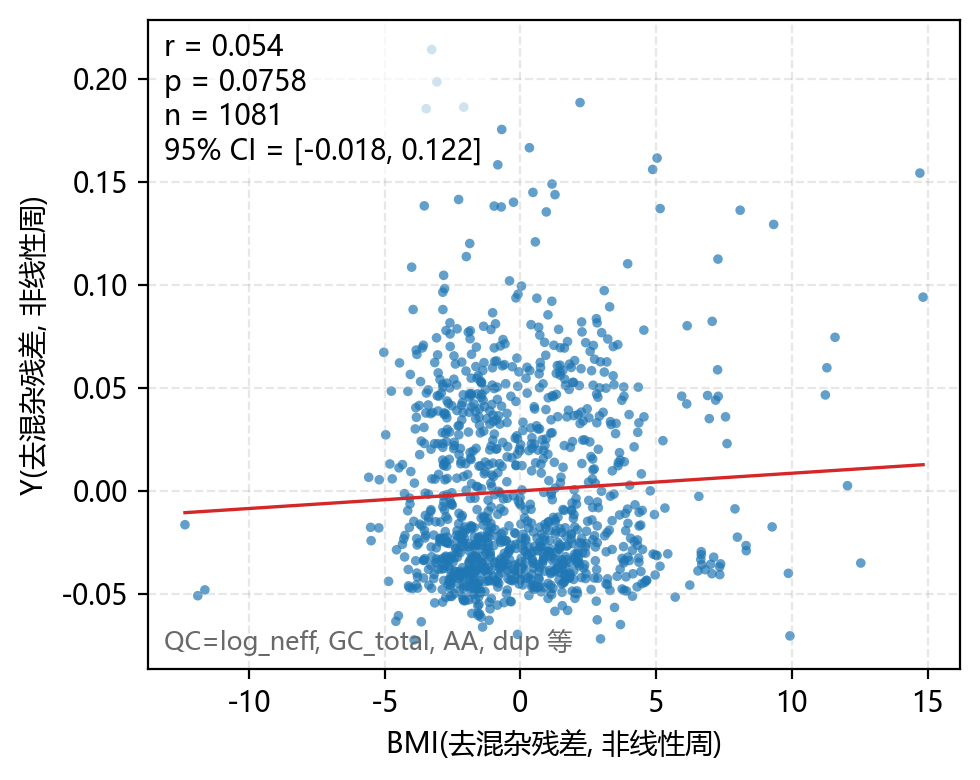 r = 0.054
p = 0.0758
n = 1081
95% CI = [-0.018, 0.122]
0.20
0.15
0.10
0.05
0.00
-0.05
Y(去混杂残差, 非线性周)
QC=log_neff, GC_total, AA, dup 等
-10
-5
0
5
10
15
BMI(去混杂残差, 非线性周)